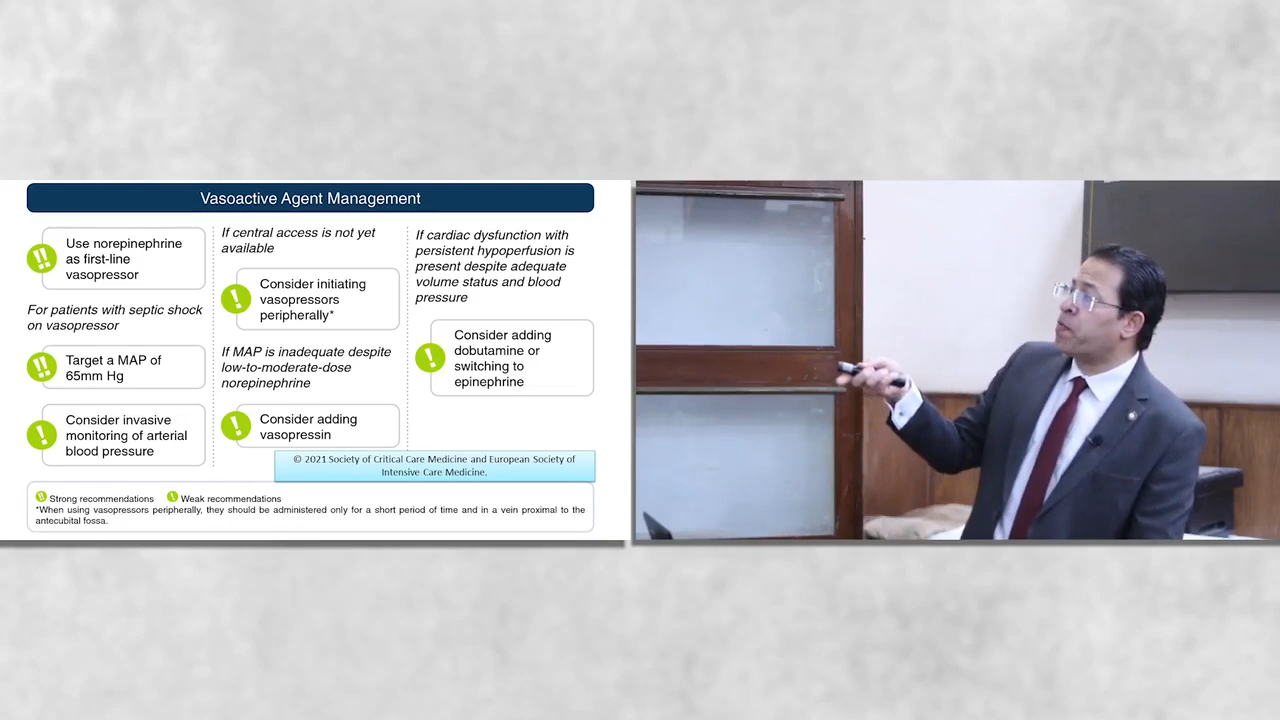 Vasoactive Agent Management
Use norepinephrine
as first-line
vasopressor
For patients with septic shock
on vasopressor
Target a MAP of
65mm Hg
Consider invasive
monitoring of arterial
blood pressure
If central access is not yet
available
Consider initiating
vasopressors
peripherally*
If MAP is inadequate despite
low-to-moderate-dose
norepinephrine
Consider adding
vasopressin
If cardiac dysfunction with
persistent hypoperfusion is
present despite adequate
volume status and blood
pressure
Consider adding
dobutamine or
switching to
epinephrine
© 2021 Society of Critical Care Medicine and European Society of
Intensive Care Medicine.
!! Strong recommendations ! Weak recommendations
*When using vasopressors peripherally, they should be administered only for a short period of time and in a vein proximal to the
antecubital fossa.